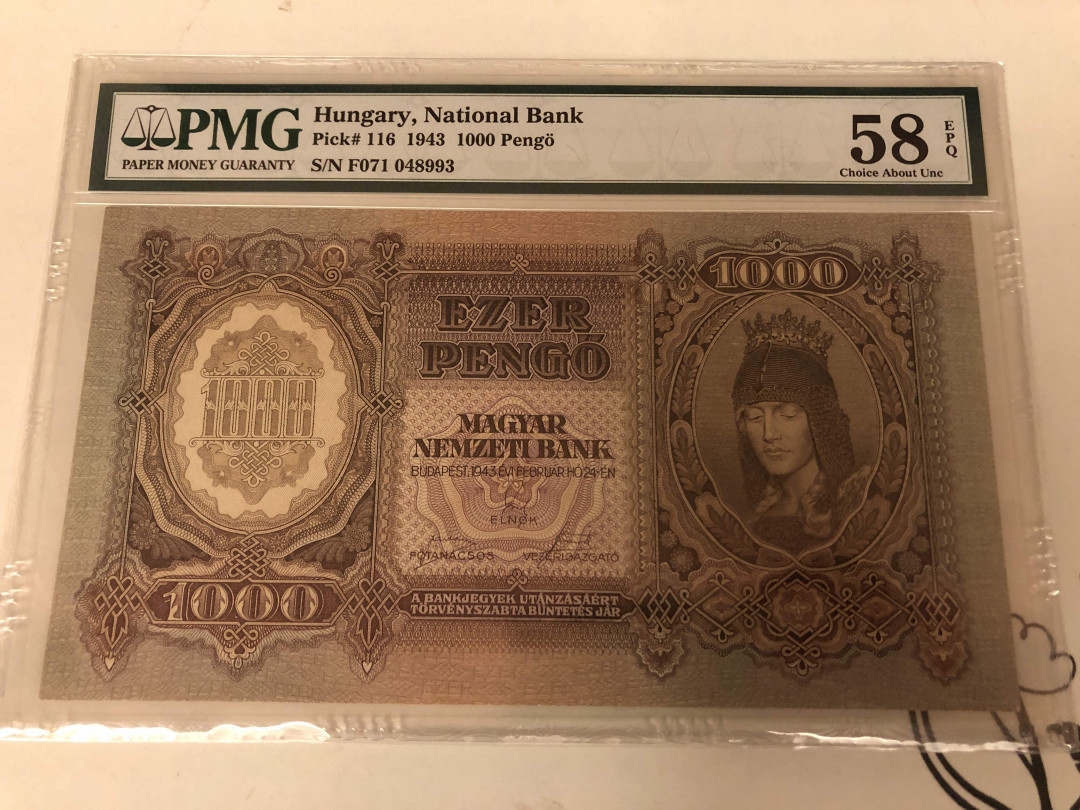 PMG
PAPER MONEY GUARANTY
Hungary, National Bank
Pick# 116 1943 1000 Pengö
S/N F071 048993
58
EPQ
Choice About Unc
1000
1000
EZER
PENGŐ
MAGYAR
NEMZETI BANK
BUDAPEST, 1943 ÉVI FEBRUÁR HÓ 24-ÉN
ELNÖK
FŐTANÁCSOS VEZÉRIGAZGATÓ
1000
A BANKJEGYEK UTÁNZÁSÁÉRT
TÖRVÉNYSZABTA BÜNTETÉS JÁR